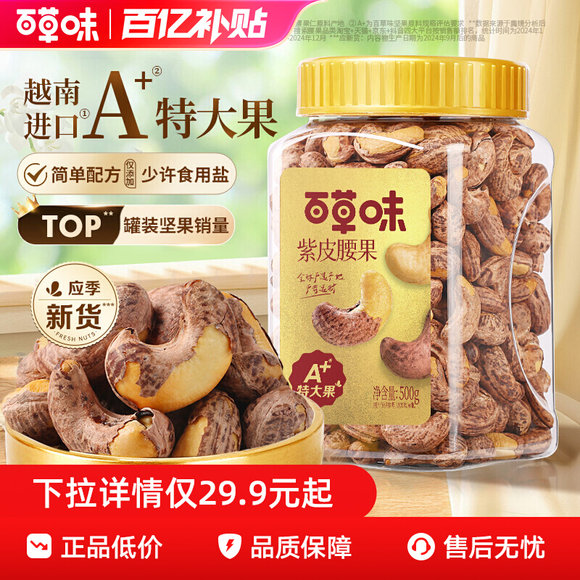 百草味 百亿补贴
越南
进口① A+② 特大果
简单配方 仅添加 少许食用盐
TOP** 罐装坚果销量
应季
新货
FRESH NUTS
百草味
紫皮腰果
A+
特大果
净含量:500g
下拉详情仅29.9元起
正品低价 品质保障 售后无忧